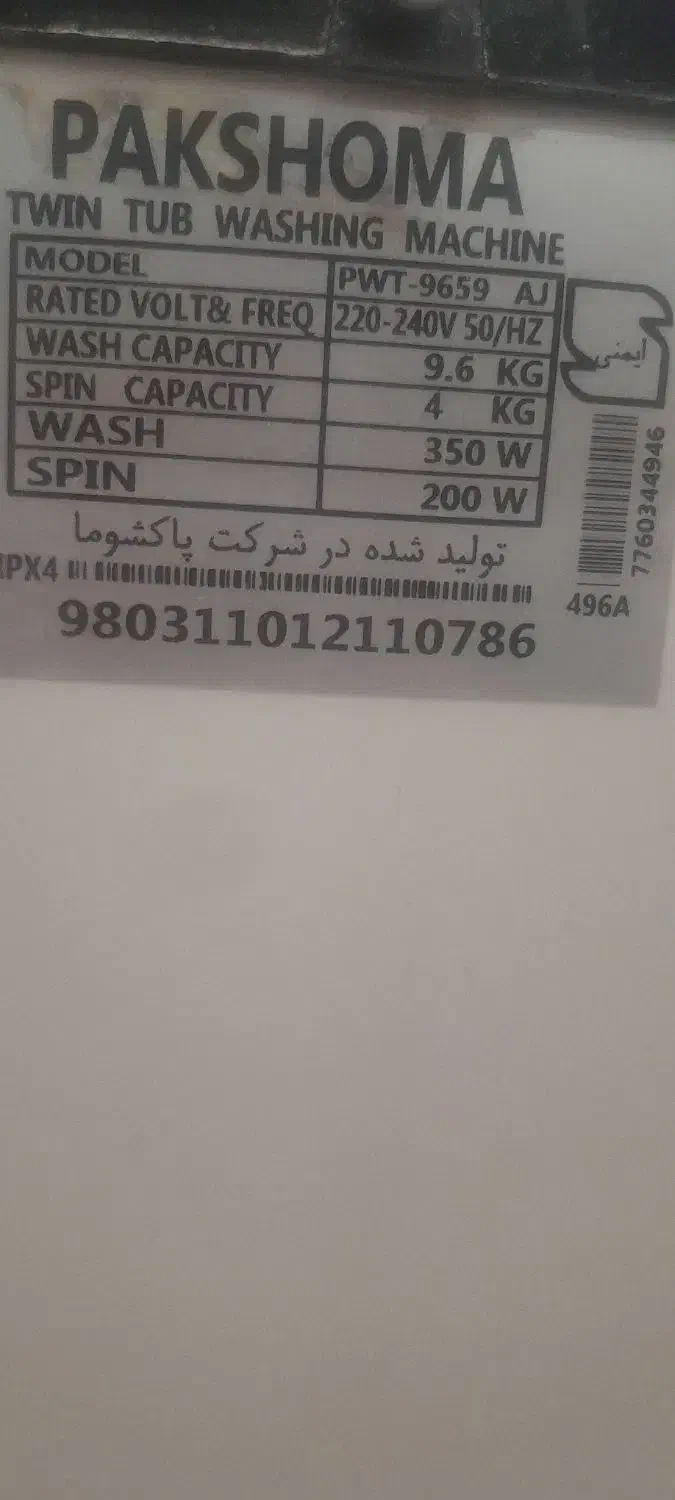 PAKSHOMA
TWIN TUB WASHING MACHINE
MODEL PWT-9659 AJ
RATED VOLT& FREQ 220-240V 50/HZ
WASH CAPACITY 9.6 KG
SPIN CAPACITY 4 KG
WASH 350 W
SPIN 200 W
ایمنی
7760344946
496A
تولید شده در شرکت پاکشوما
IPX4
980311012110786